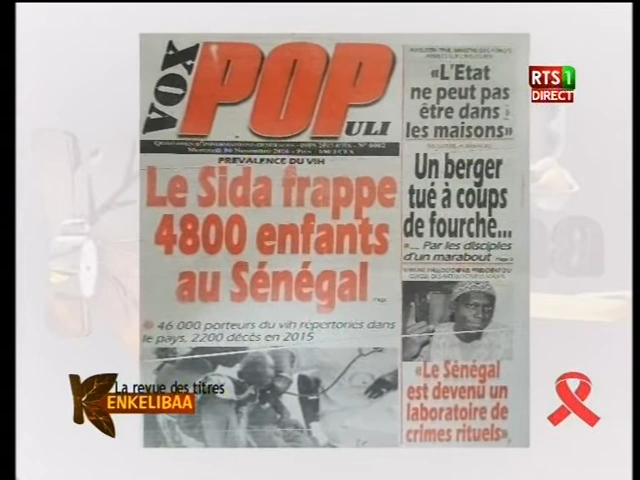 VOX
POP
ULI
PREVALENCE DU VIH
Le Sida frappe
4800 enfants
au Sénégal
46 000 porteurs du vih répertoriés dans
le pays, 2200 décès en 2015
«L'Etat
ne peut pas
être dans
les maisons»
Un berger
tué à coups
de fourche...
«... Par les disciples
d'un marabout
«Le Sénégal
est devenu un
laboratoire de
crimes rituels»
RTS1
DIRECT
La revue des titres
KENKELIBAA